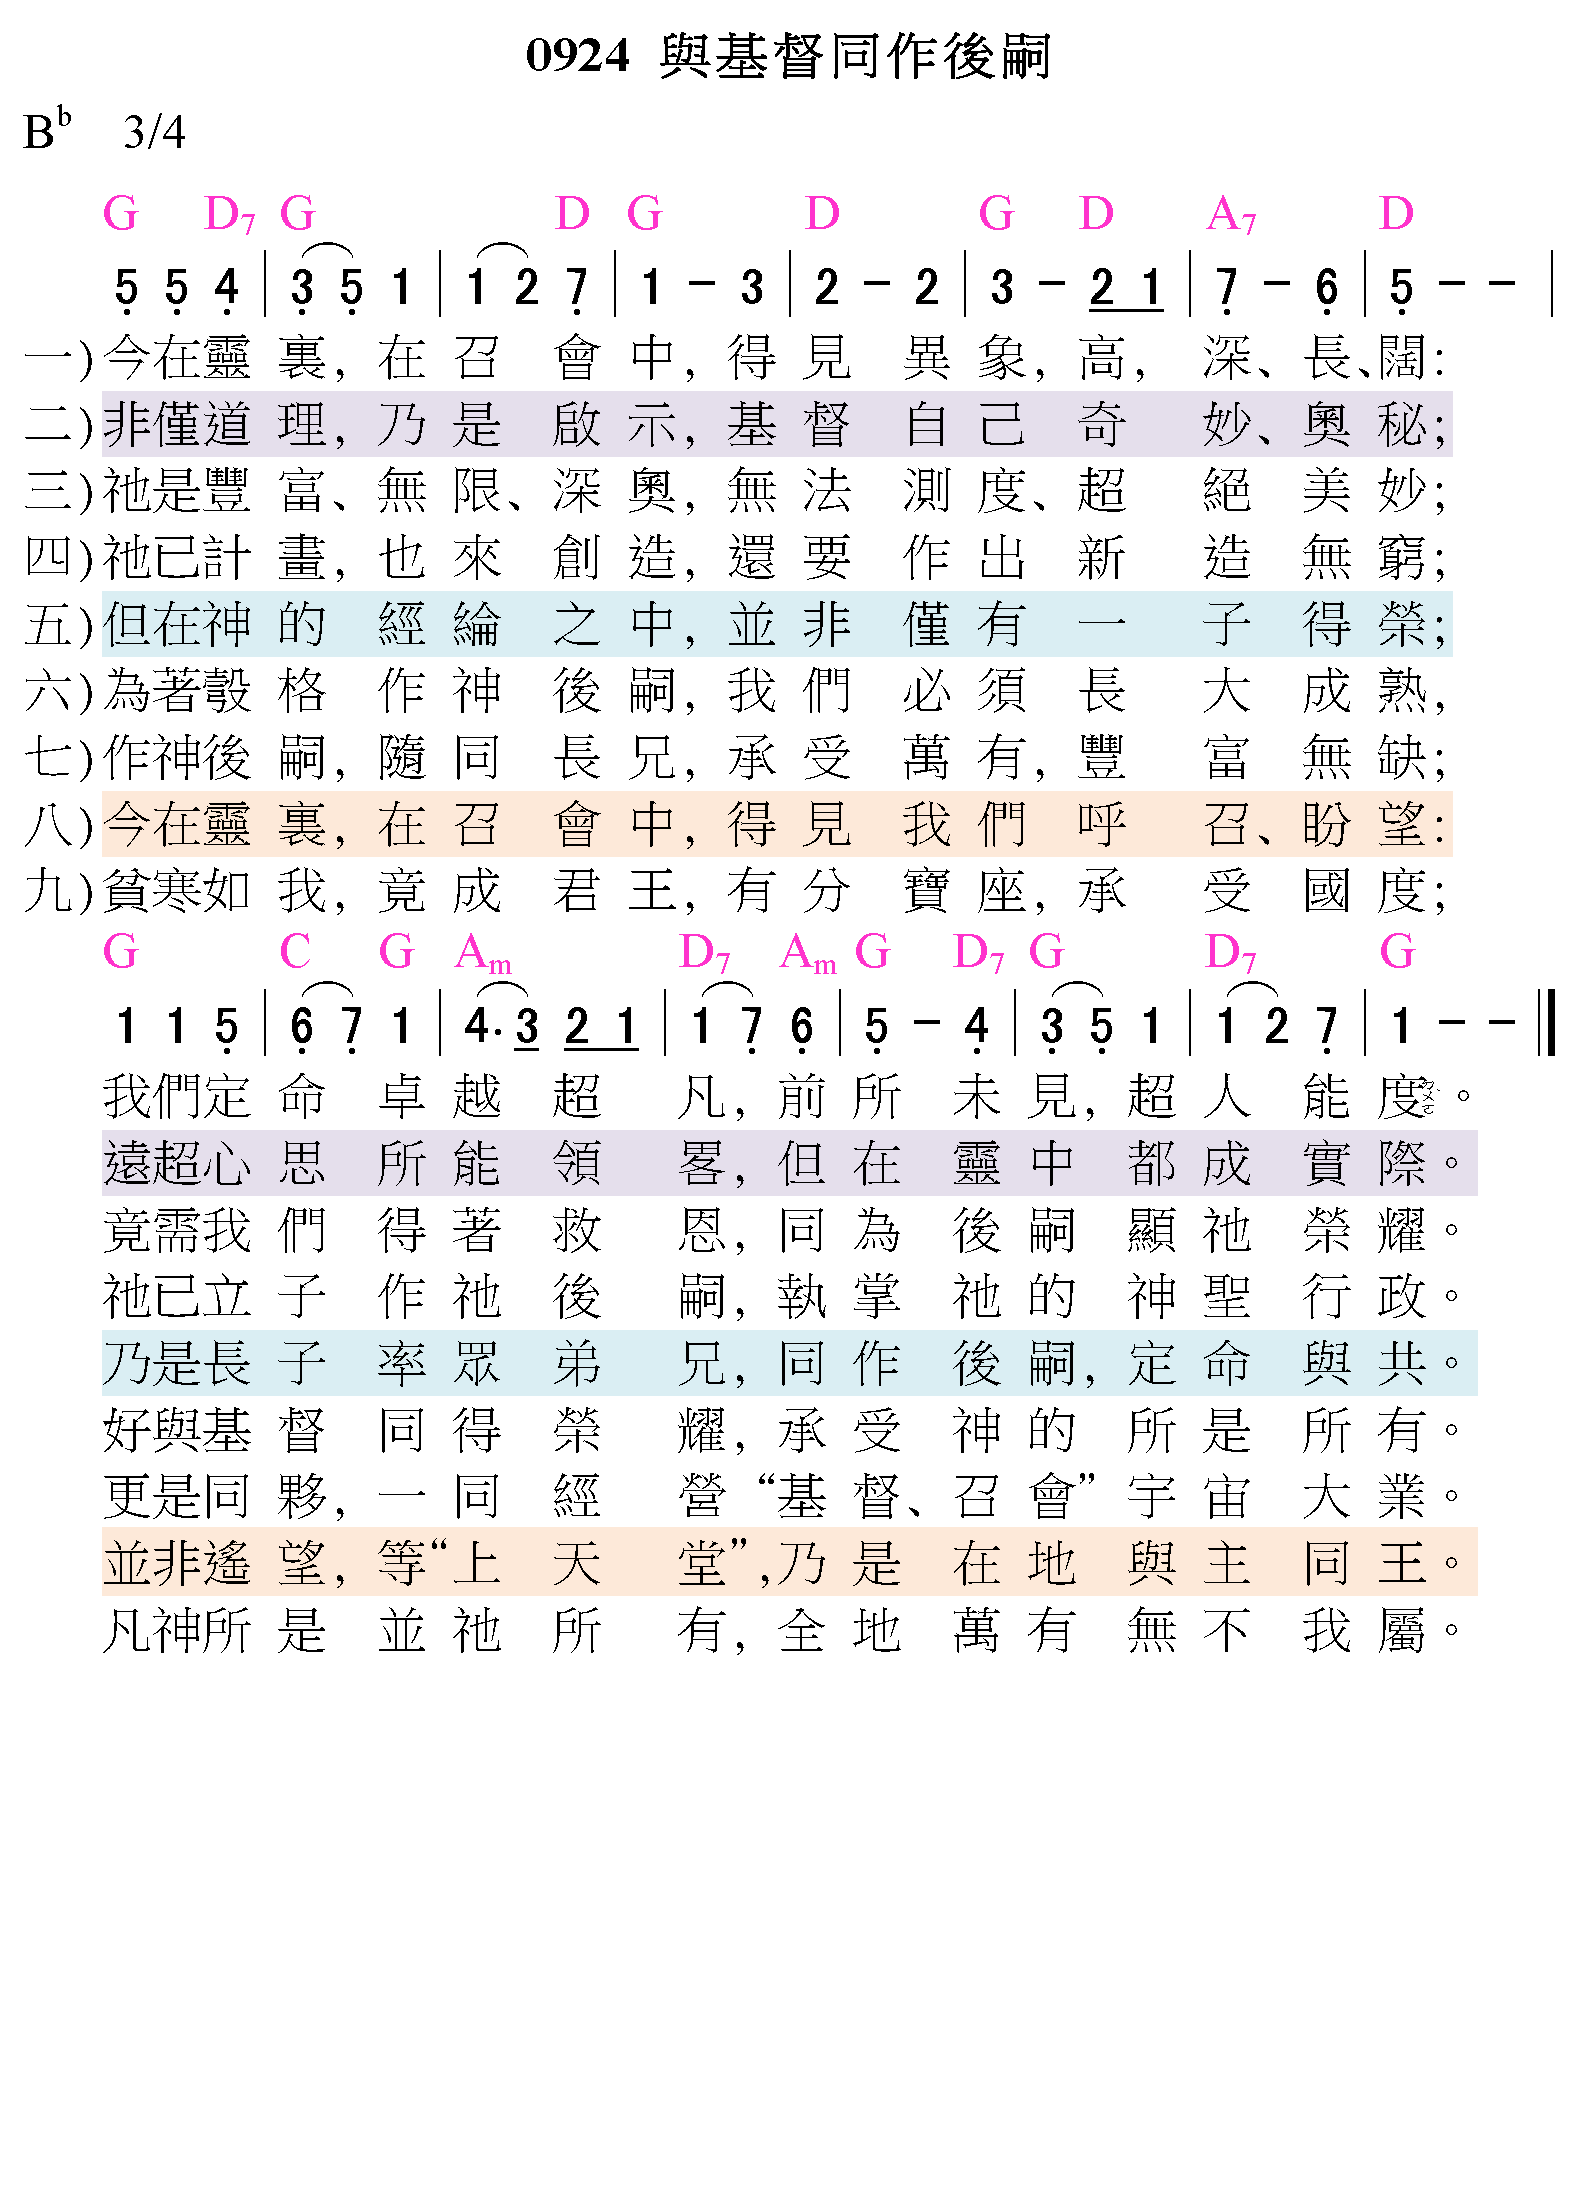 0924 與基督同作後嗣
Bb 3/4
G D7 G D G D G D A7 D
5 5 4 | 3 5 1 | 1 2 7 | 1 - 3 | 2 - 2 | 3 - 2 1 | 7 - 6 | 5 - - |
一)今在靈裏,在召會中,得見異象,高,深、長、闊:
二)非僅道理,乃是啟示,基督自己奇妙、奧秘;
三)祂是豐富、無限、深奧,無法測度、超絕美妙;
四)祂已計畫,也來創造,還要作出新造無窮;
五)但在神的經綸之中,並非僅有一子得榮;
六)為著彀格作神後嗣,我們必須長大成熟,
七)作神後嗣,隨同長兄,承受萬有,豐富無缺;
八)今在靈裏,在召會中,得見我們呼召、盼望:
九)貧寒如我,竟成君王,有分寶座,承受國度;
G C G Am D7 Am G D7 G D7 G
1 1 5 | 6 7 1 | 4. 3 2 1 | 1 7 6 | 5 - 4 | 3 5 1 | 1 2 7 | 1 - - ||
我們定命卓越超凡,前所未見,超人能度ㄉㄨㄛˋ。
遠超心思所能領畧,但在靈中都成實際。
竟需我們得著救恩,同為後嗣顯祂榮耀。
祂已立子作祂後嗣,執掌祂的神聖行政。
乃是長子率眾弟兄,同作後嗣,定命與共。
好與基督同得榮耀,承受神的所是所有。
更是同夥,一同經營“基督、召會”宇宙大業。
並非遙望,等“上天堂”,乃是在地與主同王。
凡神所是並祂所有,全地萬有無不我屬。